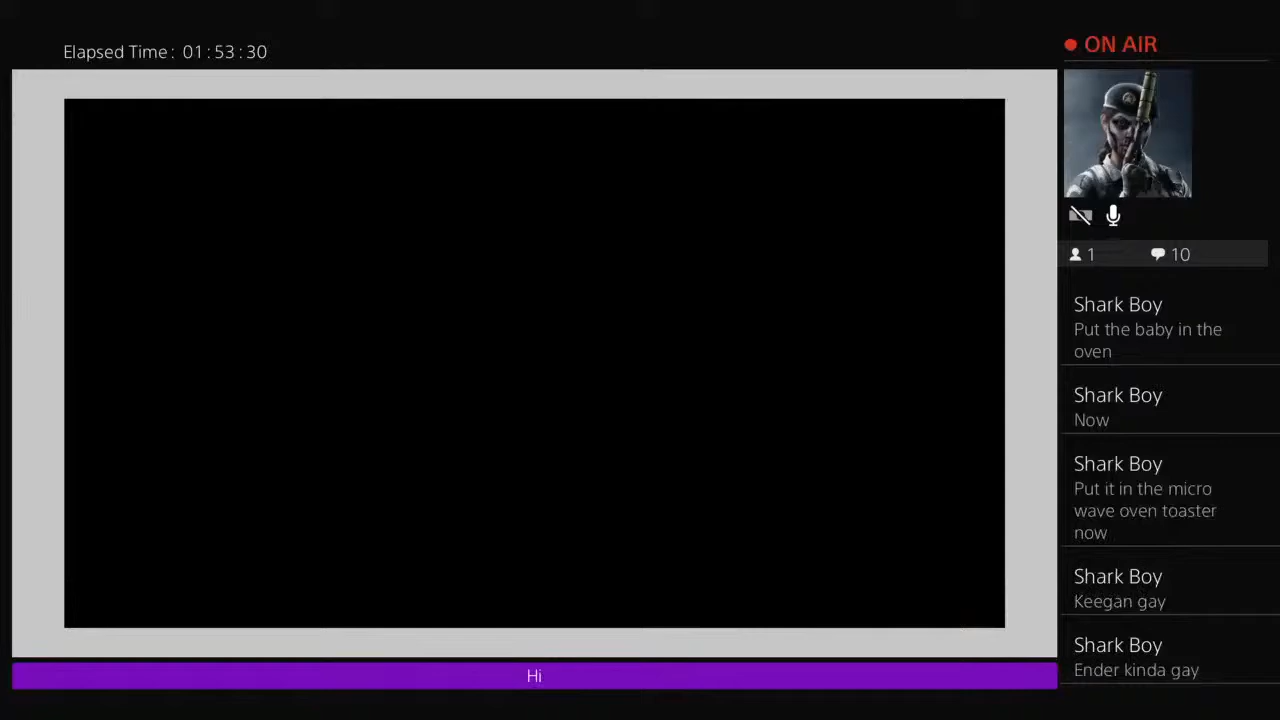 Elapsed Time: 01:53:30
ON AIR
1
10
Shark Boy
Put the baby in the
oven
Shark Boy
Now
Shark Boy
Put it in the micro
wave oven toaster
now
Shark Boy
Keegan gay
Shark Boy
Ender kinda gay
Hi